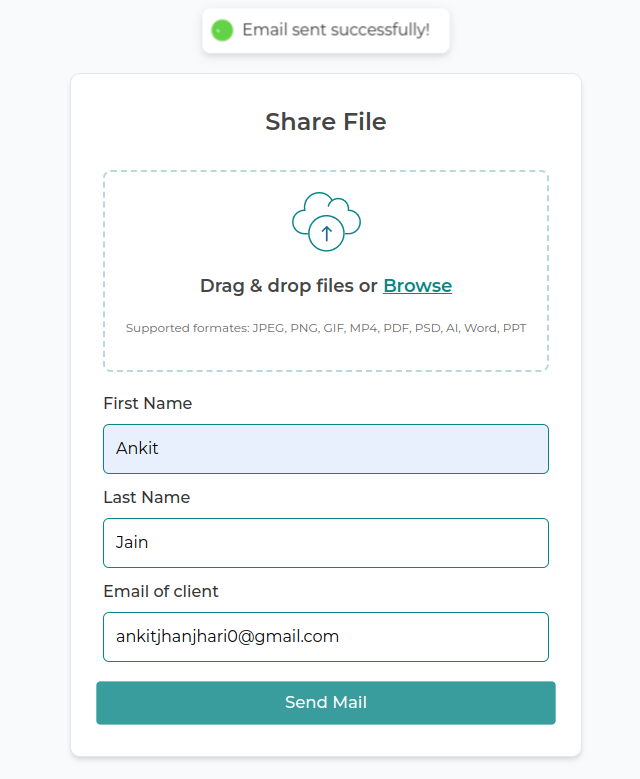 Email sent successfully!
Share File
Drag & drop files or Browse
Supported formates: JPEG, PNG, GIF, MP4, PDF, PSD, AI, Word, PPT
First Name
Ankit
Last Name
Jain
Email of client
ankitjhanjhari0@gmail.com
Send Mail